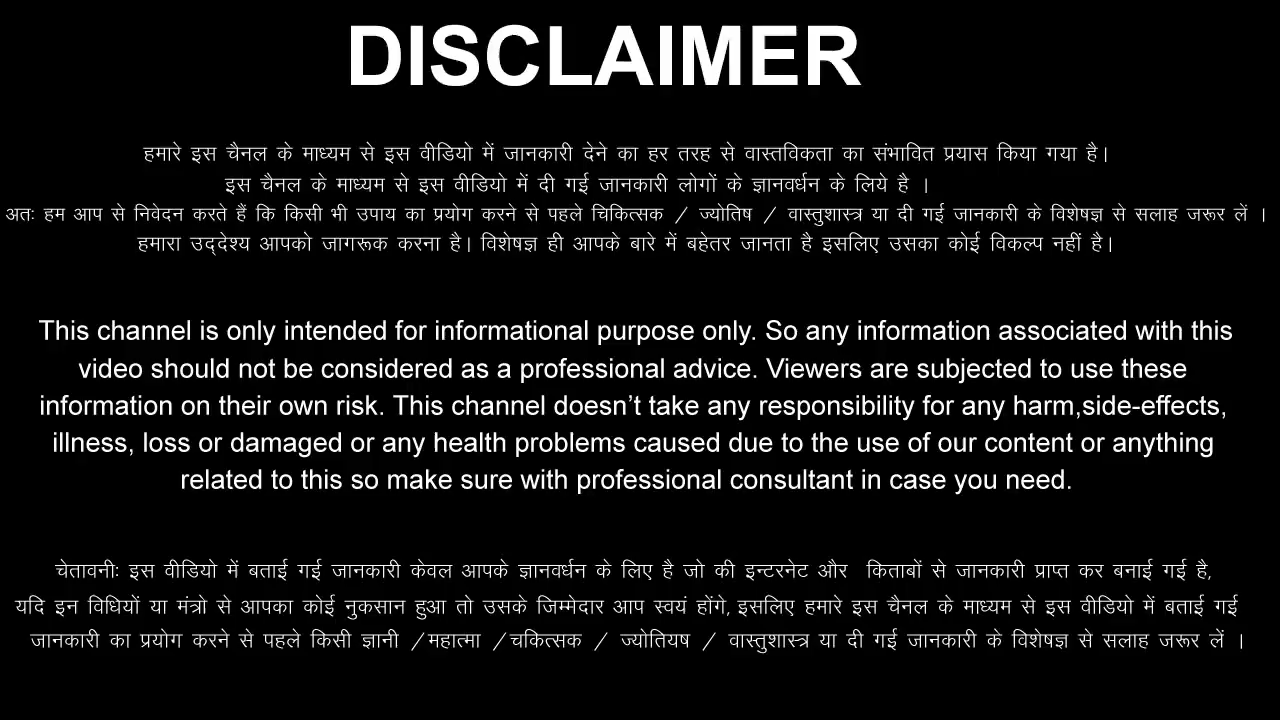 DISCLAIMER
हमारे इस चैनल के माध्यम से इस वीडियो में जानकारी देने का हर तरह से वास्तविकता का संभावित प्रयास किया गया है।
इस चैनल के माध्यम से इस वीडियो में दी गई जानकारी लोगों के ज्ञानवर्धन के लिये है ।
अतः हम आप से निवेदन करते हैं कि किसी भी उपाय का प्रयोग करने से पहले चिकित्सक / ज्योतिष / वास्तुशास्त्र या दी गई जानकारी के विशेषज्ञ से सलाह जरूर लें ।
हमारा उद्देश्य आपको जागरूक करना है। विशेषज्ञ ही आपके बारे में बहेतर जानता है इसलिए उसका कोई विकल्प नहीं है।
This channel is only intended for informational purpose only. So any information associated with this
video should not be considered as a professional advice. Viewers are subjected to use these
information on their own risk. This channel doesn’t take any responsibility for any harm,side-effects,
illness, loss or damaged or any health problems caused due to the use of our content or anything
related to this so make sure with professional consultant in case you need.
चेतावनीः इस वीडियो में बताई गई जानकारी केवल आपके ज्ञानवर्धन के लिए है जो की इन्टरनेट और किताबों से जानकारी प्राप्त कर बनाई गई है,
यदि इन विधियों या मंत्रो से आपका कोई नुकसान हुआ तो उसके जिम्मेदार आप स्वयं होंगे, इसलिए हमारे इस चैनल के माध्यम से इस वीडियो में बताई गई
जानकारी का प्रयोग करने से पहले किसी ज्ञानी /महात्मा /चकित्सक / ज्योतियष / वास्तुशास्त्र या दी गई जानकारी के विशेषज्ञ से सलाह जरूर लें ।